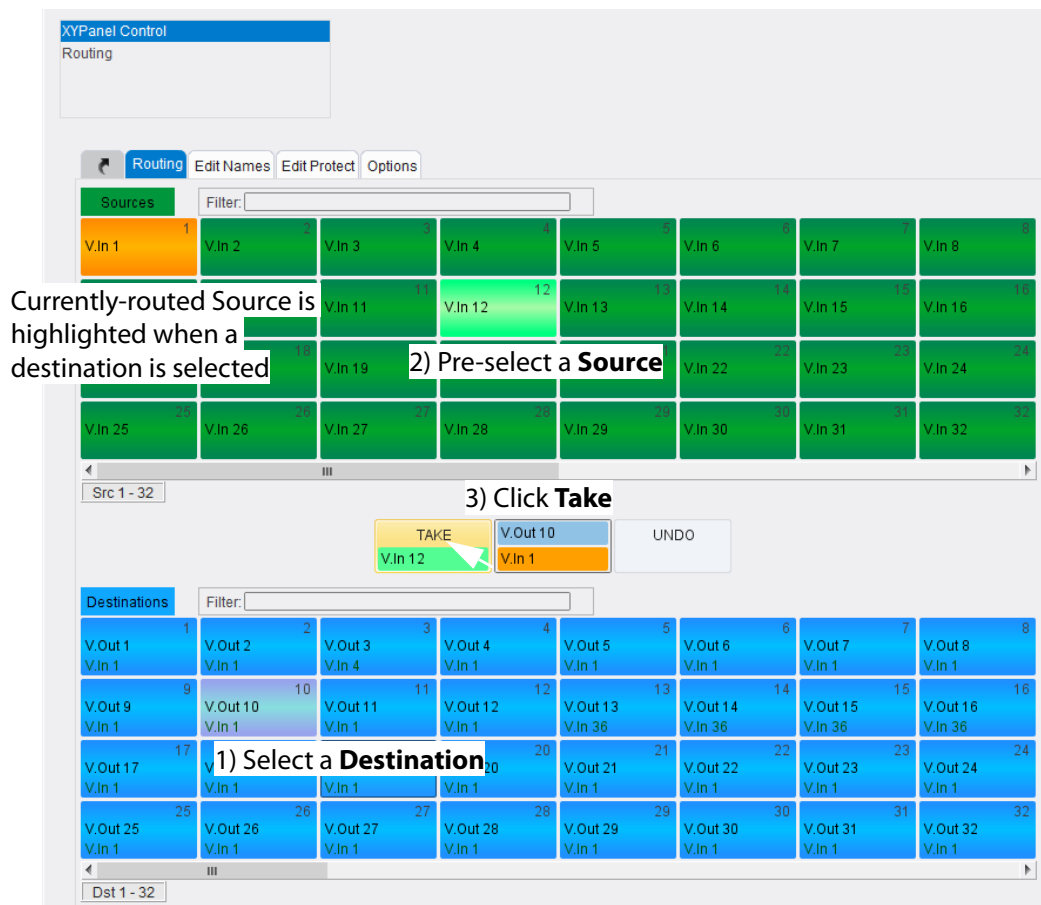 XYPanel Control
Routing
Routing Edit Names Edit Protect Options
Sources Filter:
1 2 3 4 5 6 7 8
V.In 1 V.In 2 V.In 3 V.In 4 V.In 5 V.In 6 V.In 7 V.In 8
Currently-routed Source is
highlighted when a
destination is selected
11 12 13 14 15 16
V.In 11 V.In 12 V.In 13 V.In 14 V.In 15 V.In 16
2) Pre-select a Source
18 22 23 24
V.In 19 V.In 22 V.In 23 V.In 24
25 26 27 28 29 30 31 32
V.In 25 V.In 26 V.In 27 V.In 28 V.In 29 V.In 30 V.In 31 V.In 32
Src 1 - 32
3) Click Take
TAKE V.Out 10 UNDO
V.In 12 V.In 1
Destinations Filter:
1 2 3 4 5 6 7 8
V.Out 1 V.Out 2 V.Out 3 V.Out 4 V.Out 5 V.Out 6 V.Out 7 V.Out 8
V.In 1 V.In 1 V.In 4 V.In 1 V.In 1 V.In 1 V.In 1 V.In 1
9 10 11 12 13 14 15 16
V.Out 9 V.Out 10 V.Out 11 V.Out 12 V.Out 13 V.Out 14 V.Out 15 V.Out 16
V.In 1 V.In 1 V.In 1 V.In 1 V.In 36 V.In 36 V.In 36 V.In 36
1) Select a Destination
17 20 21 22 23 24
V.Out 17 20 V.Out 21 V.Out 22 V.Out 23 V.Out 24
V.In 1 V.In 1 V.In 1 V.In 1 V.In 1 V.In 1 V.In 1 V.In 1
25 26 27 28 29 30 31 32
V.Out 25 V.Out 26 V.Out 27 V.Out 28 V.Out 29 V.Out 30 V.Out 31 V.Out 32
V.In 1 V.In 1 V.In 1 V.In 1 V.In 1 V.In 1 V.In 1 V.In 1
Dst 1 - 32